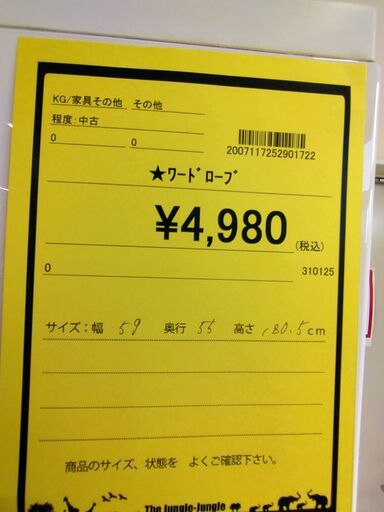 KG/家具その他 その他
程度:中古
0 0
2007117252901722
★ﾜｰﾄﾞﾛｰﾌﾞ
¥4,980
(税込)
0 310125
サイズ:幅 59 奥行 55 高さ 180.5cm
商品のサイズ、状態を よくご確認下さい。
The Jungle-Jungle